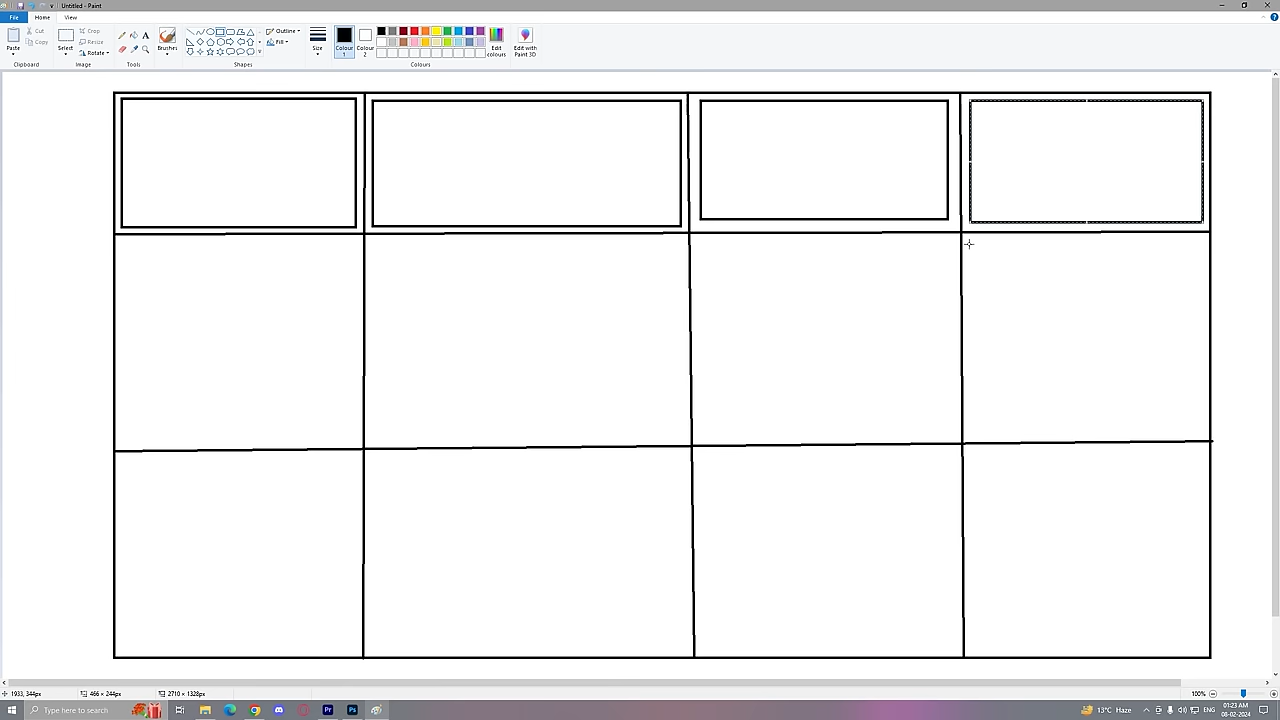 Untitled - Paint
File Home View
Paste
Cut
Copy
Clipboard
Select
Crop
Resize
Rotate
Image
Tools
Brushes
Outline
Fill
Shapes
Size
Colour 1
Colour 2
Edit colours
Colours
Edit with Paint 3D
1933, 344px
466 × 244px
2710 × 1328px
100%
Type here to search
Pr
Ps
13°C Haze
ENG
01:23 AM
08-02-2024